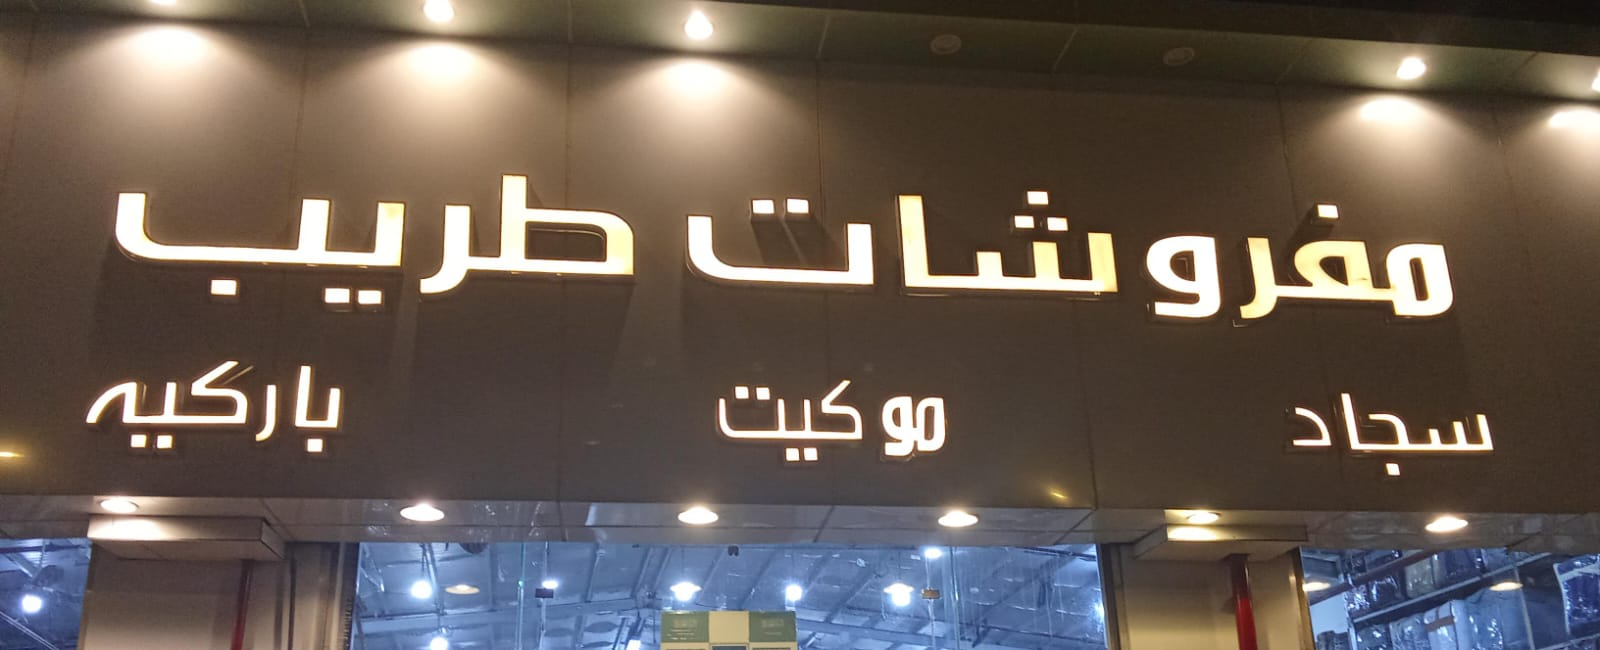 مفروشات طريب
سجاد موكيت باركيه